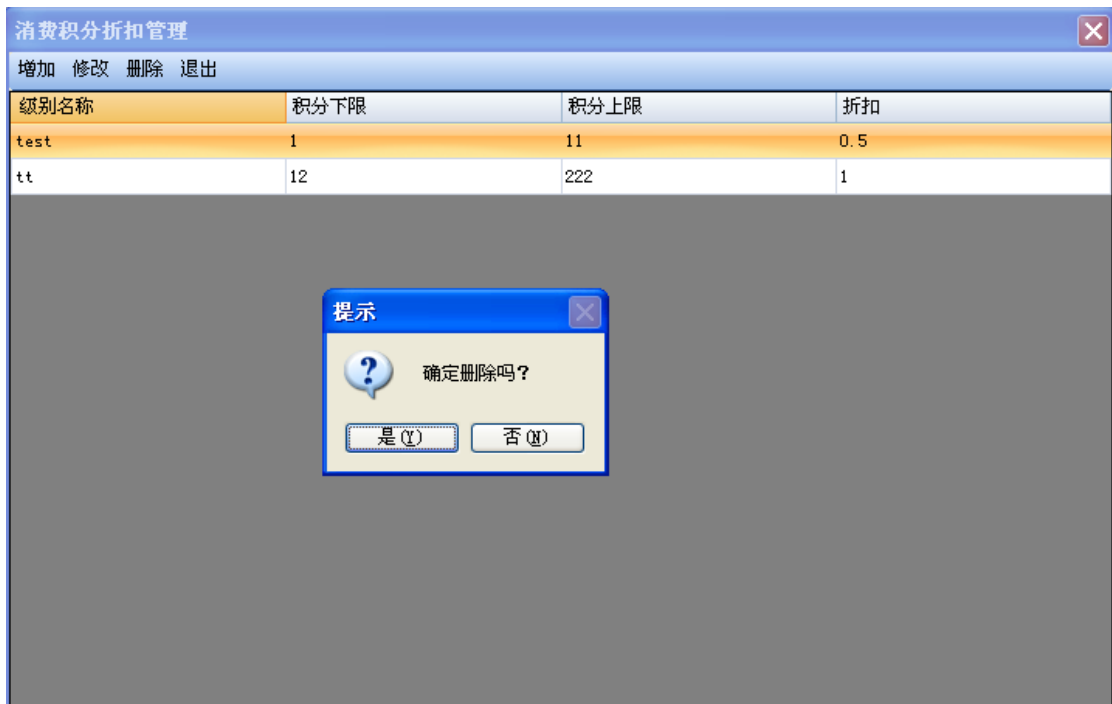 消费积分折扣管理
增加 修改 删除 退出
级别名称 积分下限 积分上限 折扣
test 1 11 0.5
tt 12 222 1
提示
确定删除吗?
是(Y) 否(N)